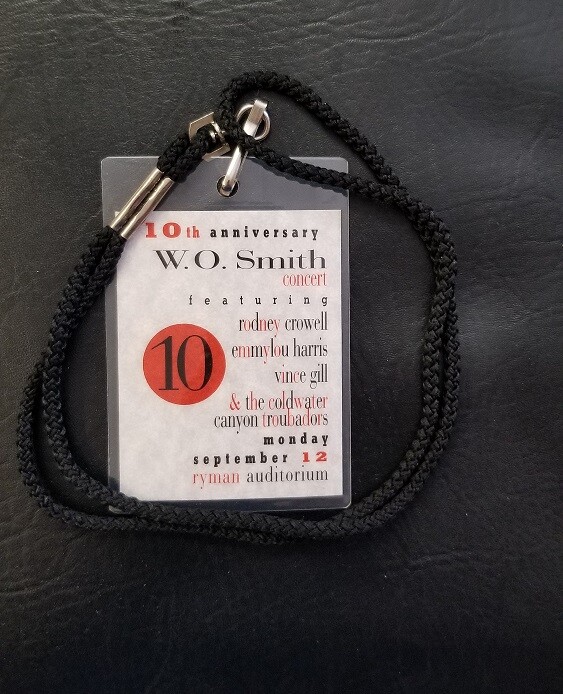 10th anniversary
W.O. Smith
concert
featuring
rodney crowell
emmylou harris
10
vince gill
& the coldwater
canyon troubadors
monday
september 12
ryman auditorium